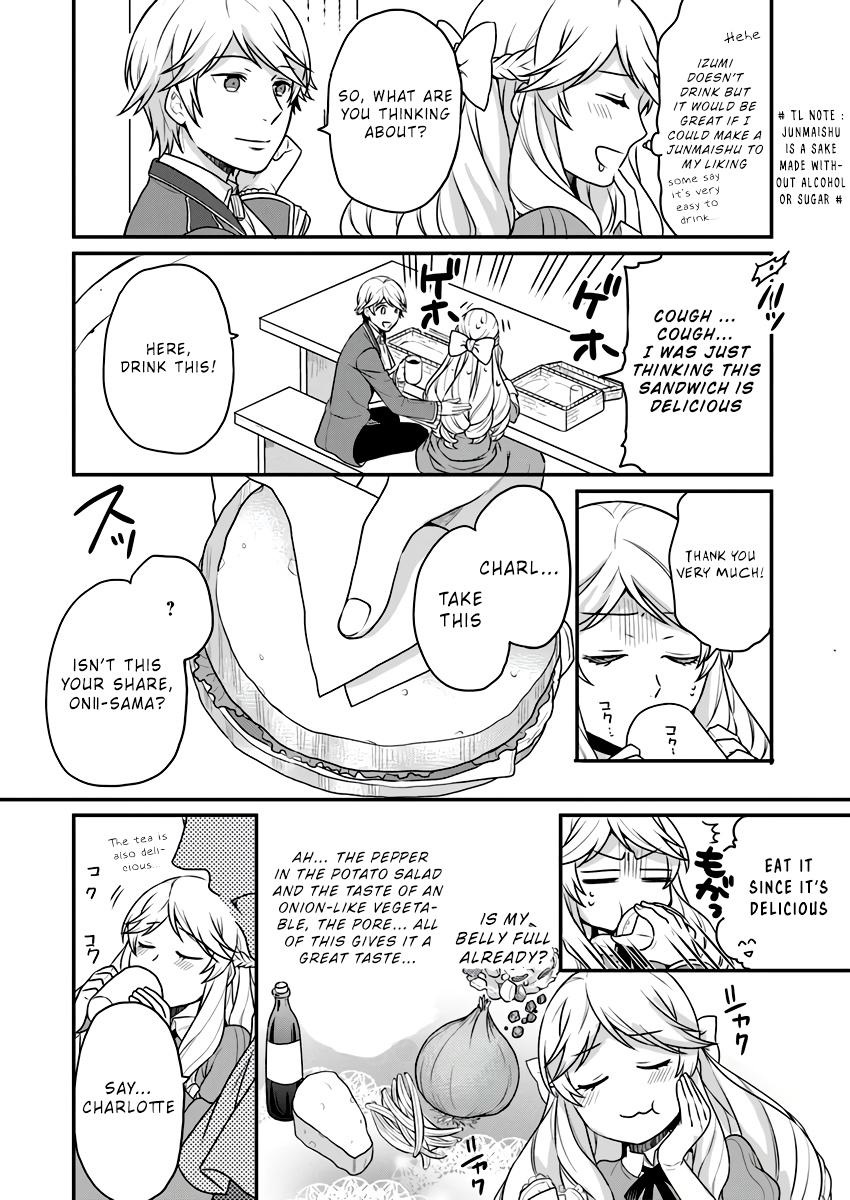 Hehe
IZUMI
DOESN'T
DRINK BUT
IT WOULD BE
GREAT IF I
COULD MAKE A
JUNMAISHU TO
MY LIKING
some say
it's very
easy to
drink...
# TL NOTE :
JUNMAISHU
IS A SAKE
MADE WITH-
OUT ALCOHOL
OR SUGAR #
SO, WHAT ARE
YOU THINKING
ABOUT?
COUGH ...
COUGH...
I WAS JUST
THINKING THIS
SANDWICH IS
DELICIOUS
ゲホ
ゲホ
HERE,
DRINK THIS!
THANK YOU
VERY MUCH!
コク...
コク...
CHARL...
TAKE
THIS
スッ
?
ISN'T THIS
YOUR SHARE,
ONII-SAMA?
EAT IT
SINCE IT'S
DELICIOUS
もがっ
IS MY
BELLY FULL
ALREADY?
AH... THE PEPPER
IN THE POTATO SALAD
AND THE TASTE OF AN
ONION-LIKE VEGETA-
BLE, THE PORE... ALL
OF THIS GIVES IT A
GREAT TASTE...
ニャク
ニャク
The tea is
also deli-
cious...
コク
コク
SAY...
CHARLOTTE